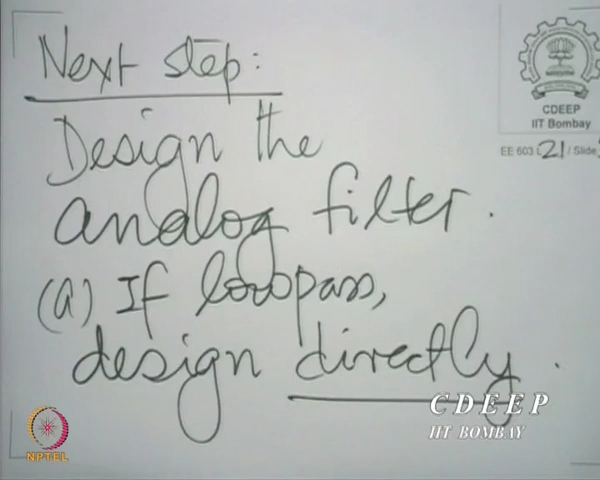 Next step:
Design the
analog filter.
(a) If lowpass,
design directly.
CDEEP
IIT Bombay
EE 603 L 21 / Slide
CDEEP
IIT BOMBAY
NPTEL